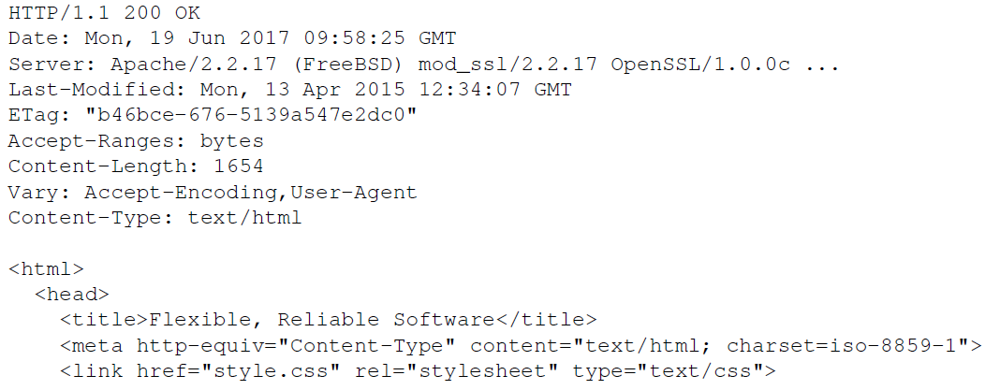 HTTP/1.1 200 OK
Date: Mon, 19 Jun 2017 09:58:25 GMT
Server: Apache/2.2.17 (FreeBSD) mod_ssl/2.2.17 OpenSSL/1.0.0c ...
Last-Modified: Mon, 13 Apr 2015 12:34:07 GMT
ETag: "b46bce-676-5139a547e2dc0"
Accept-Ranges: bytes
Content-Length: 1654
Vary: Accept-Encoding,User-Agent
Content-Type: text/html

<html>
  <head>
    <title>Flexible, Reliable Software</title>
    <meta http-equiv="Content-Type" content="text/html; charset=iso-8859-1">
    <link href="style.css" rel="stylesheet" type="text/css">